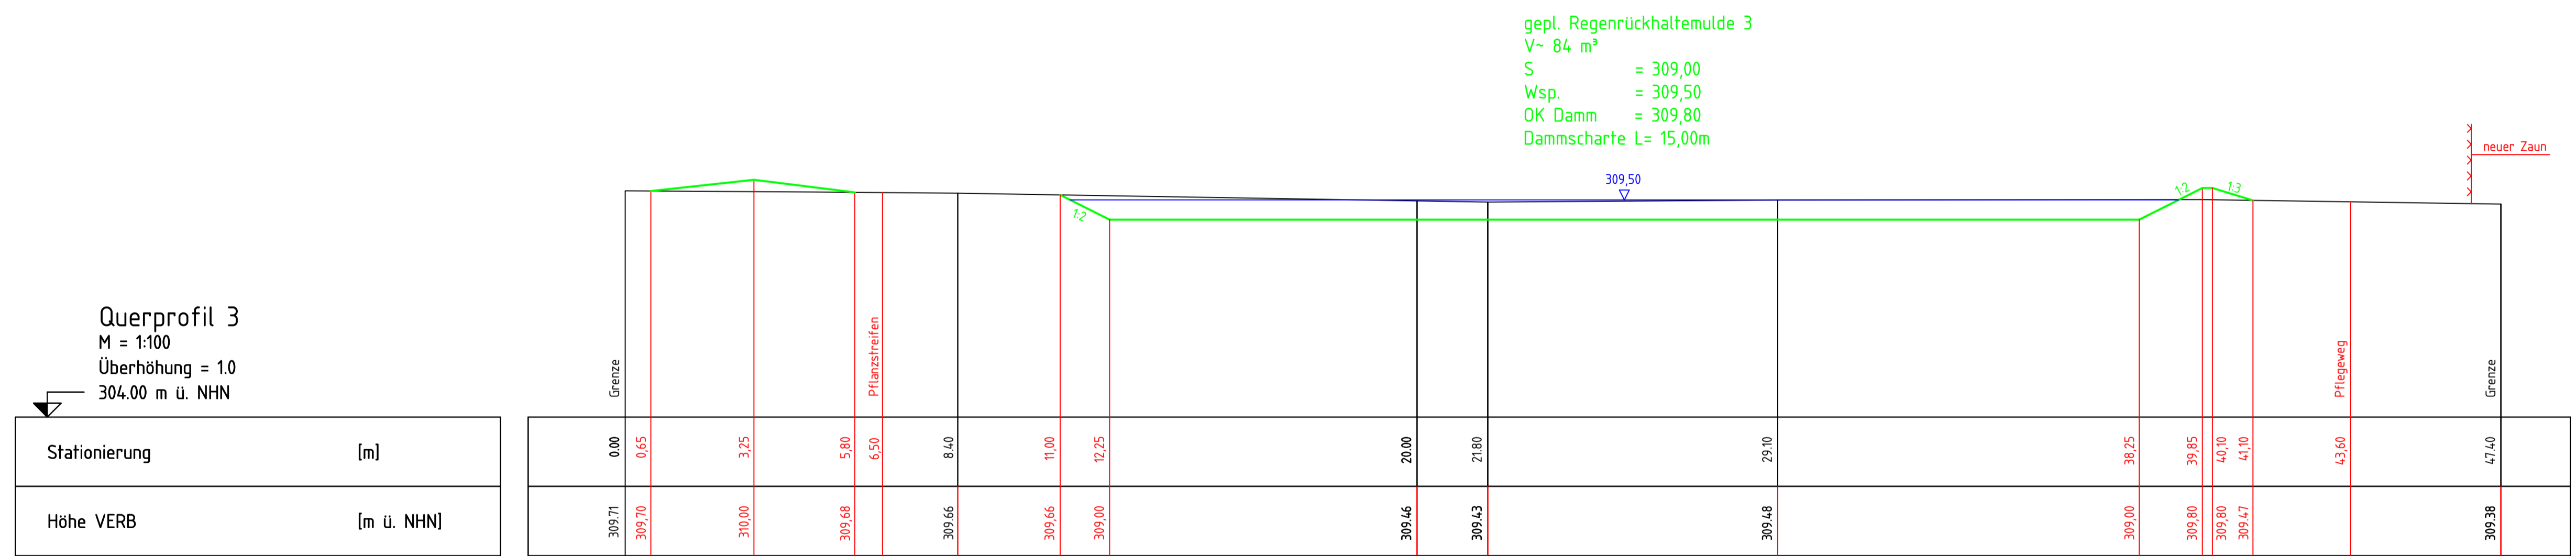 gepl. Regenrückhaltemulde 3
V~ 84 m³
S = 309,00
Wsp. = 309,50
OK Damm = 309,80
Dammscharte L= 15,00m
neuer Zaun
309,50
1:2
1:3
1:2
Querprofil 3
M = 1:100
Überhöhung = 1.0
304.00 m ü. NHN
Grenze
Pflanzstreifen
Pflegeweg
Grenze
Stationierung [m] 0.00 0,65 3,25 5,80 6,50 8.40 11,00 12,25 20.00 21.80 29.10 38,25 39,85 40,10 41,10 43,60 47.40
Höhe VERB [m ü. NHN] 309.71 309,70 310,00 309,68 309.66 309,66 309,00 309.46 309.43 309.48 309,00 309,80 309,80 309.47 309.38